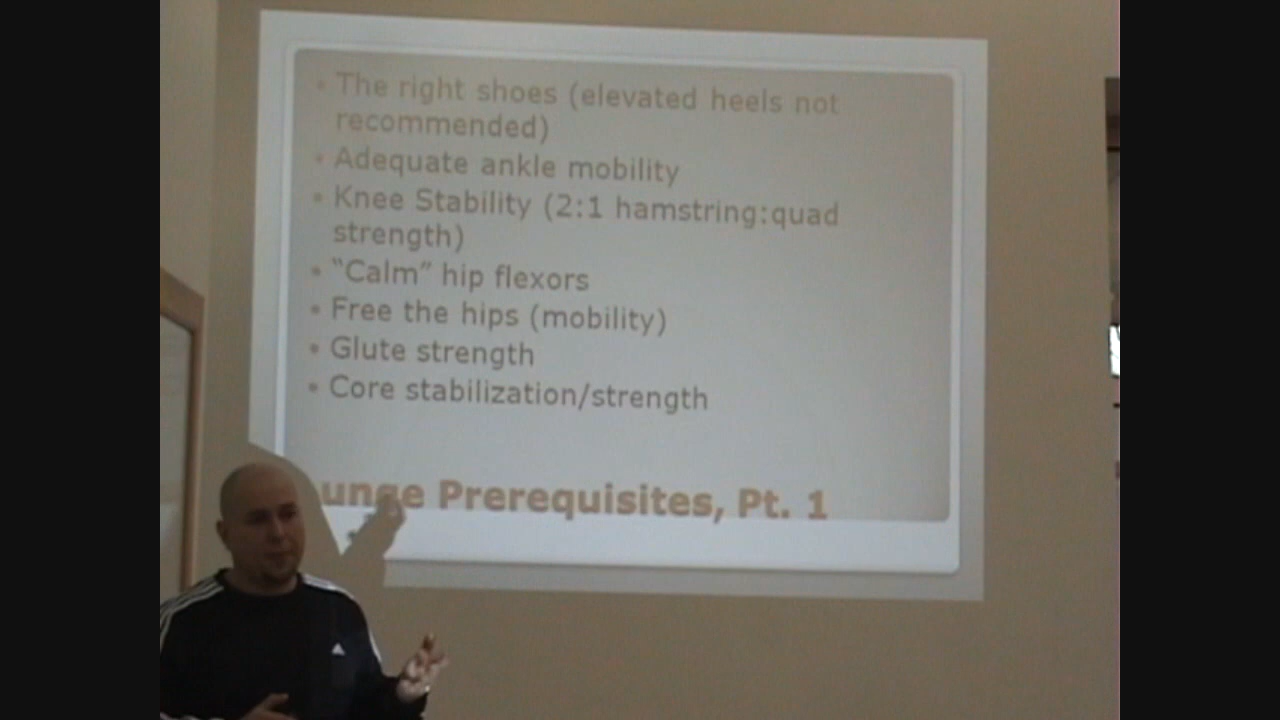 • The right shoes (elevated heels not
recommended)
• Adequate ankle mobility
• Knee Stability (2:1 hamstring:quad
strength)
• “Calm” hip flexors
• Free the hips (mobility)
• Glute strength
• Core stabilization/strength
unge Prerequisites, Pt. 1